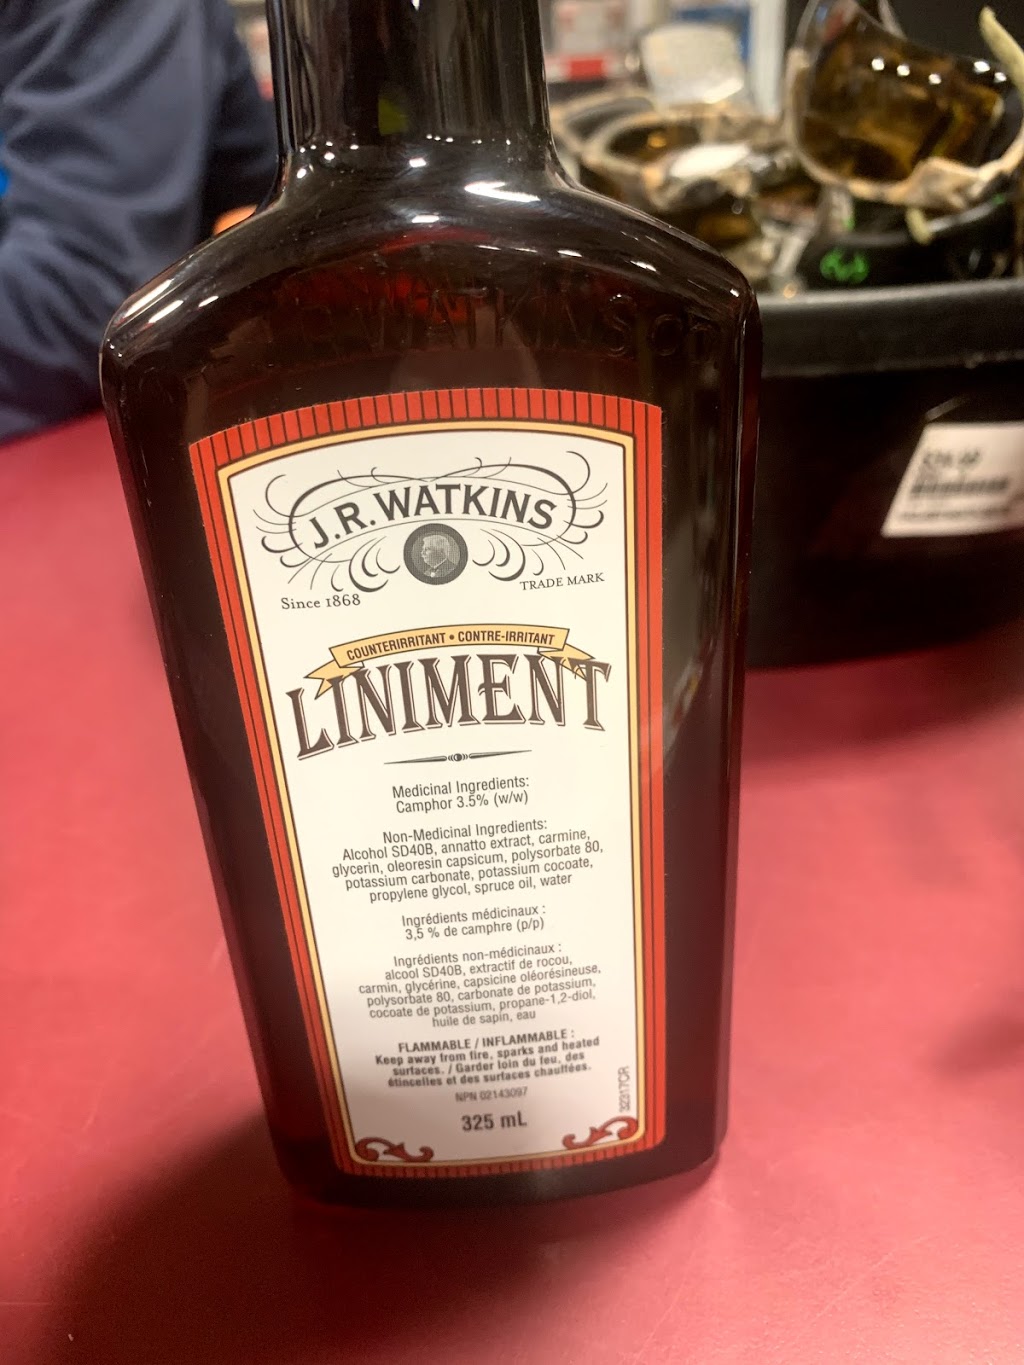 WATKINS Co
J.R. WATKINS
Since 1868
TRADE MARK
COUNTERIRRITANT • CONTRE-IRRITANT
LINIMENT
Medicinal Ingredients:
Camphor 3.5% (w/w)
Non-Medicinal Ingredients:
Alcohol SD40B, annatto extract, carmine,
glycerin, oleoresin capsicum, polysorbate 80,
potassium carbonate, potassium cocoate,
propylene glycol, spruce oil, water
Ingrédients médicinaux :
3,5 % de camphre (p/p)
Ingrédients non-médicinaux :
alcool SD40B, extractif de rocou,
carmin, glycérine, capsicine oléorésineuse,
polysorbate 80, carbonate de potassium,
cocoate de potassium, propane-1,2-diol,
huile de sapin, eau
FLAMMABLE / INFLAMMABLE :
Keep away from fire, sparks and heated
surfaces. / Garder loin du feu, des
étincelles et des surfaces chauffées.
NPN 02143097
325 mL
32317CR